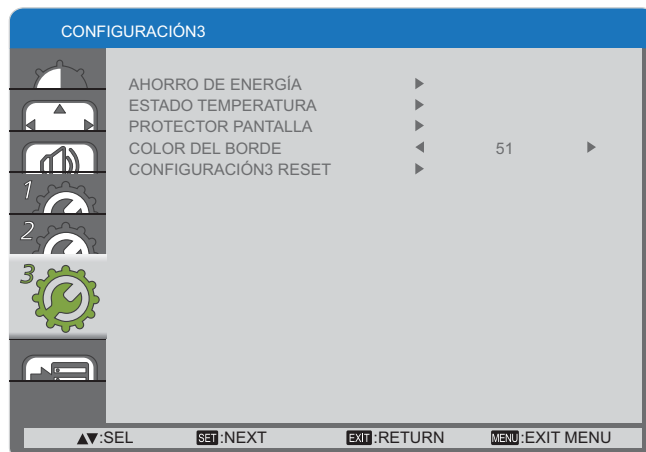 CONFIGURACIÓN3
AHORRO DE ENERGÍA
ESTADO TEMPERATURA
PROTECTOR PANTALLA
COLOR DEL BORDE 51
CONFIGURACIÓN3 RESET
1
2
3
▲▼:SEL SET:NEXT EXIT:RETURN MENU:EXIT MENU